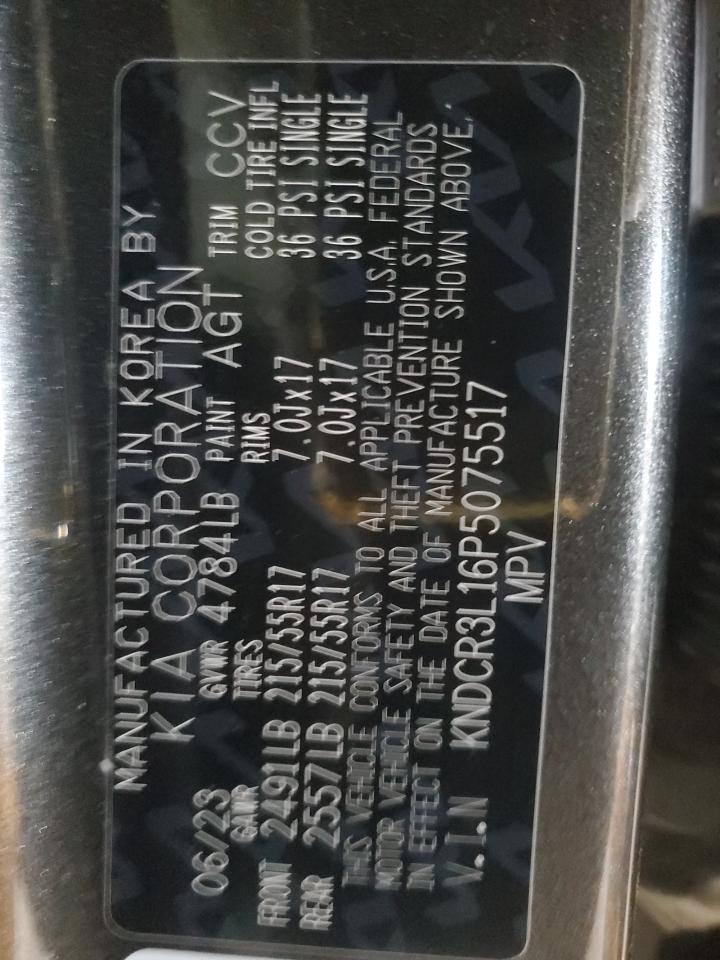 MANUFACTURED IN KOREA BY
KIA CORPORATION
06/23 GVWR 4784LB PAINT AGT TRIM CCV
GAWR TIRES RIMS COLD TIRE INFL
FRONT 2491LB 215/55R17 7.0Jx17 36 PSI SINGLE
REAR 2557LB 215/55R17 7.0Jx17 36 PSI SINGLE
THIS VEHICLE CONFORMS TO ALL APPLICABLE U.S.A. FEDERAL
MOTOR VEHICLE SAFETY AND THEFT PREVENTION STANDARDS
IN EFFECT ON THE DATE OF MANUFACTURE SHOWN ABOVE.
V.I.N KNDCR3L16P5075517
MPV